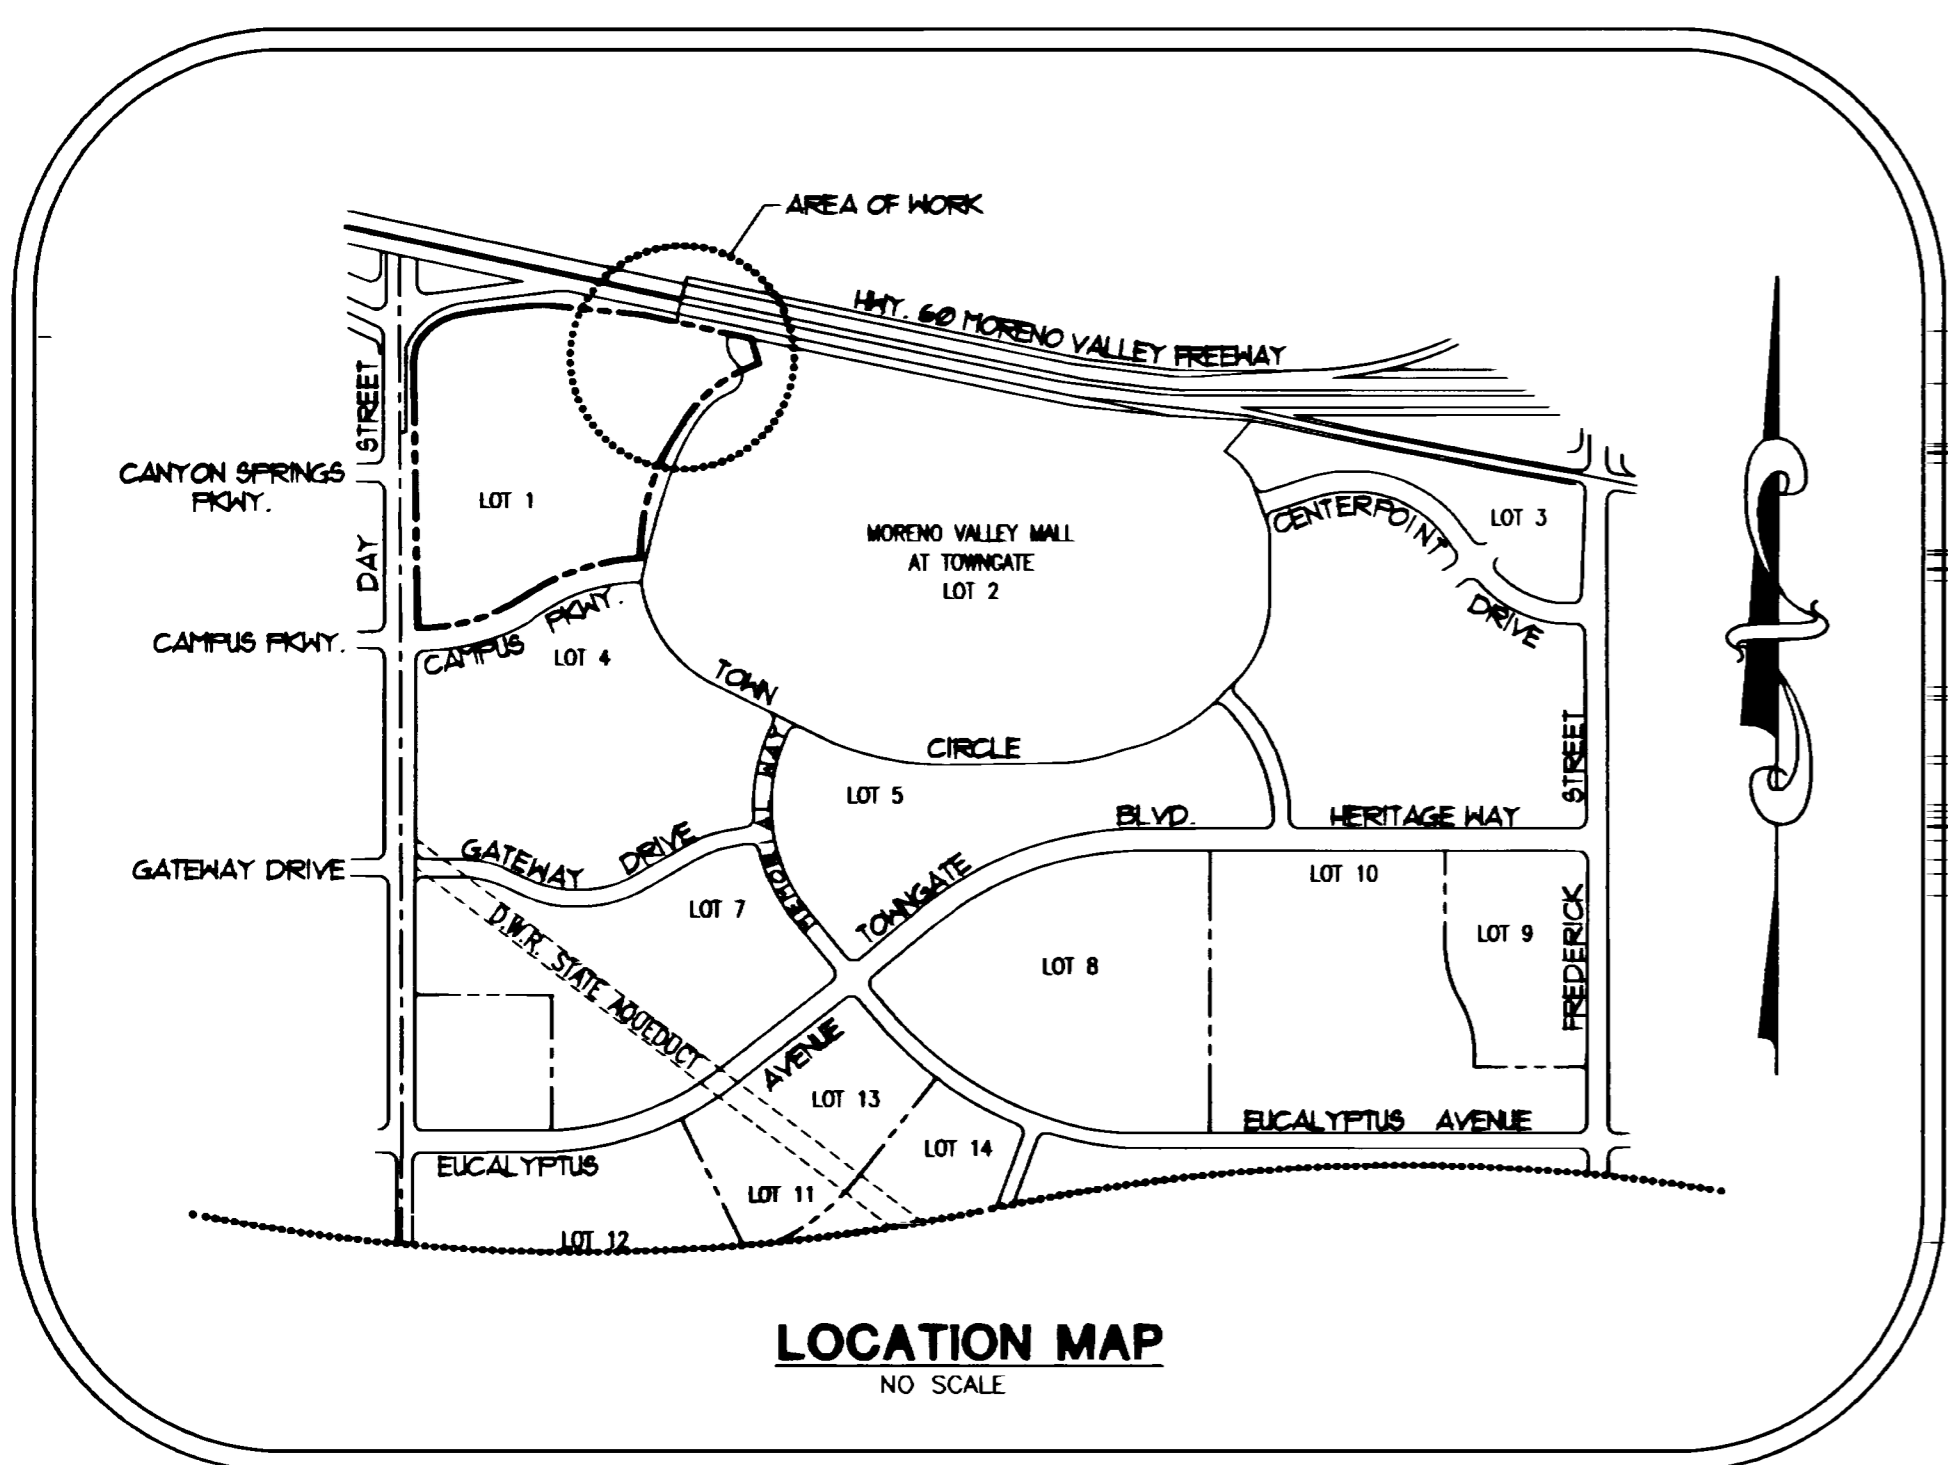 AREA OF WORK
HWY. 60 MORENO VALLEY FREEWAY
STREET
DAY
CANYON SPRINGS
PKWY.
LOT 1
MORENO VALLEY MALL
AT TOWNGATE
LOT 2
CENTERPOINT
DRIVE
LOT 3
CAMPUS PKWY.
CAMPUS PKWY.
LOT 4
TOWN
CIRCLE
STREET
FREDERICK
LOT 5
BLVD.
TOWNGATE
HERITAGE WAY
GATEWAY DRIVE
GATEWAY DRIVE
MEMORIAL WAY
LOT 7
LOT 10
LOT 9
LOT 8
D.W.R. STATE AQUEDUCT
AVENUE
LOT 13
EUCALYPTUS AVENUE
EUCALYPTUS
LOT 14
LOT 11
LOT 12
LOCATION MAP
NO SCALE